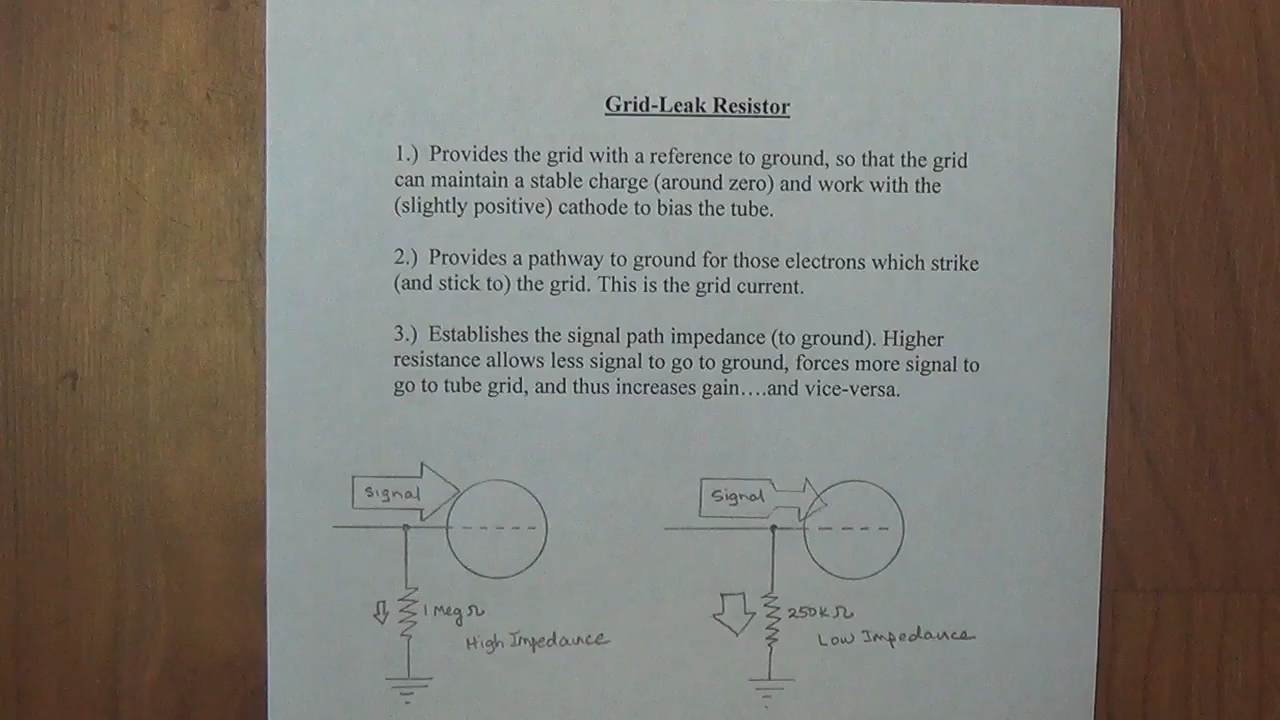 Grid-Leak Resistor
1.) Provides the grid with a reference to ground, so that the grid
can maintain a stable charge (around zero) and work with the
(slightly positive) cathode to bias the tube.
2.) Provides a pathway to ground for those electrons which strike
(and stick to) the grid. This is the grid current.
3.) Establishes the signal path impedance (to ground). Higher
resistance allows less signal to go to ground, forces more signal to
go to tube grid, and thus increases gain....and vice-versa.
Signal
1 Meg Ω
High Impedance
Signal
250K Ω
Low Impedance